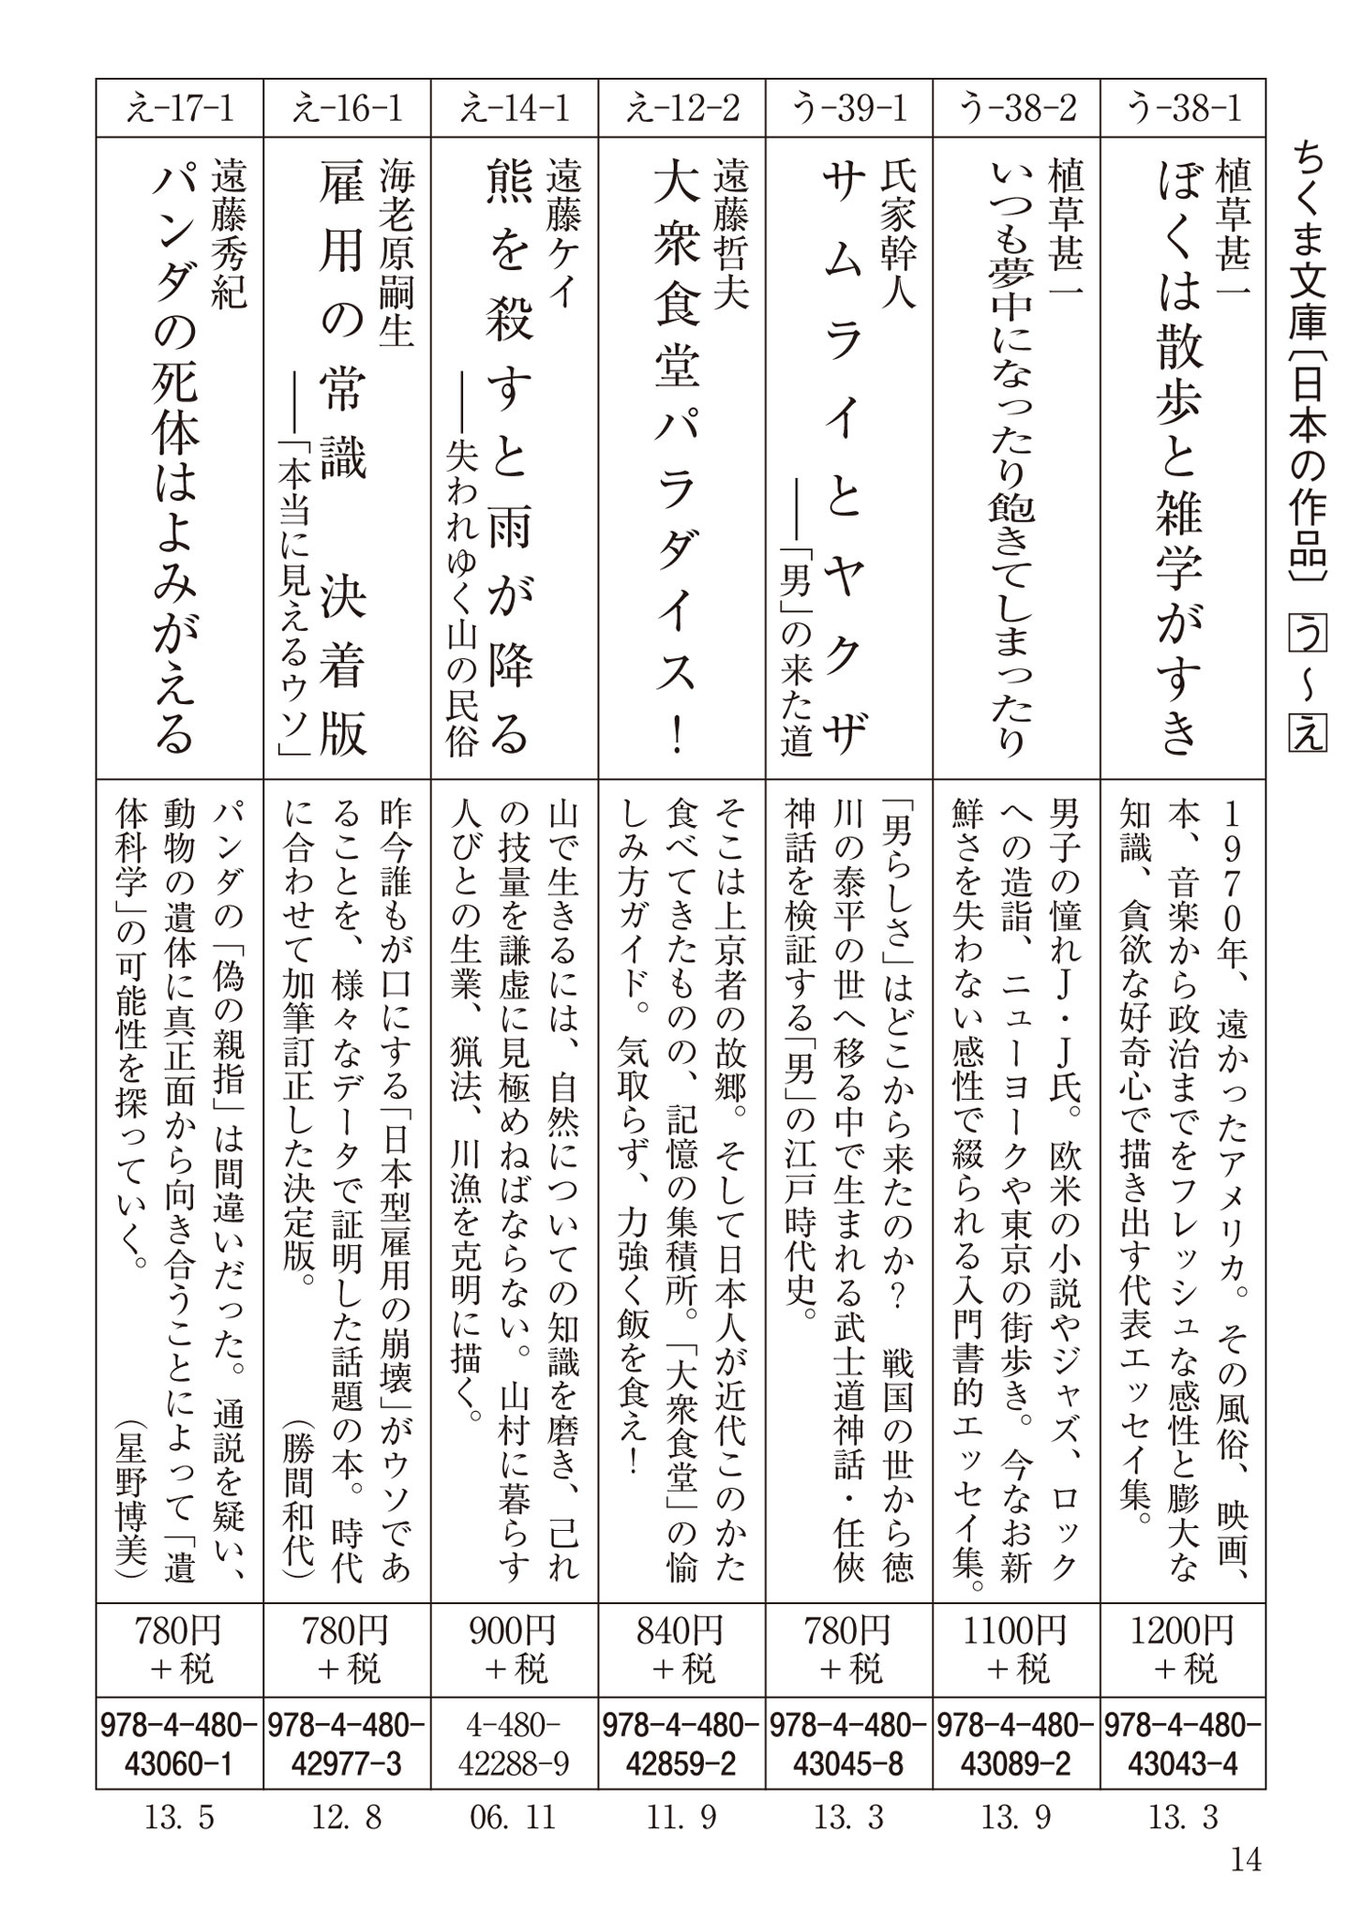 ちくま文庫〔日本の作品〕 う〜え
う-38-1
植草甚一
ぼくは散歩と雑学がすき
1970年、遠かったアメリカ。その風俗、映画、
本、音楽から政治までをフレッシュな感性と膨大な
知識、貪欲な好奇心で描き出す代表エッセイ集。
1200円
+税
978-4-480-
43043-4
13. 3
う-38-2
植草甚一
いつも夢中になったり飽きてしまったり
男子の憧れJ・J氏。欧米の小説やジャズ、ロック
への造詣、ニューヨークや東京の街歩き。今なお新
鮮さを失わない感性で綴られる入門書的エッセイ集。
1100円
+税
978-4-480-
43089-2
13. 9
う-39-1
氏家幹人
サムライとヤクザ
――「男」の来た道
「男らしさ」はどこから来たのか? 戦国の世から徳
川の泰平の世へ移る中で生まれる武士道神話・任俠
神話を検証する「男」の江戸時代史。
780円
+税
978-4-480-
43045-8
13. 3
え-12-2
遠藤哲夫
大衆食堂パラダイス!
そこは上京者の故郷。そして日本人が近代このかた
食べてきたものの、記憶の集積所。「大衆食堂」の愉
しみ方ガイド。気取らず、力強く飯を食え!
840円
+税
978-4-480-
42859-2
11. 9
え-14-1
遠藤ケイ
熊を殺すと雨が降る
――失われゆく山の民俗
山で生きるには、自然についての知識を磨き、己れ
の技量を謙虚に見極めねばならない。山村に暮らす
人びとの生業、猟法、川漁を克明に描く。
900円
+税
4-480-
42288-9
06. 11
え-16-1
海老原嗣生
雇用の常識 決着版
――「本当に見えるウソ」
昨今誰もが口にする「日本型雇用の崩壊」がウソであ
ることを、様々なデータで証明した話題の本。時代
に合わせて加筆訂正した決定版。 (勝間和代)
780円
+税
978-4-480-
42977-3
12. 8
え-17-1
遠藤秀紀
パンダの死体はよみがえる
パンダの「偽の親指」は間違いだった。通説を疑い、
動物の遺体に真正面から向き合うことによって「遺
体科学」の可能性を探っていく。 (星野博美)
780円
+税
978-4-480-
43060-1
13. 5
14